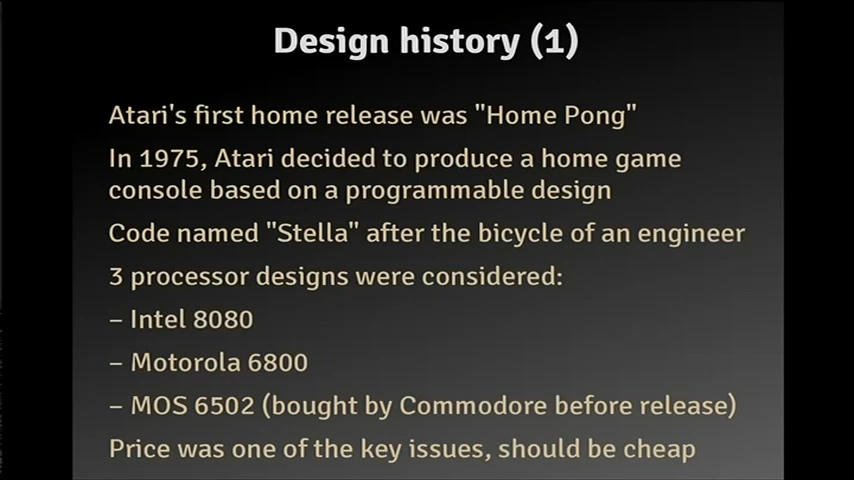 Design history (1)
Atari's first home release was "Home Pong"
In 1975, Atari decided to produce a home game
console based on a programmable design
Code named "Stella" after the bicycle of an engineer
3 processor designs were considered:
– Intel 8080
– Motorola 6800
– MOS 6502 (bought by Commodore before release)
Price was one of the key issues, should be cheap